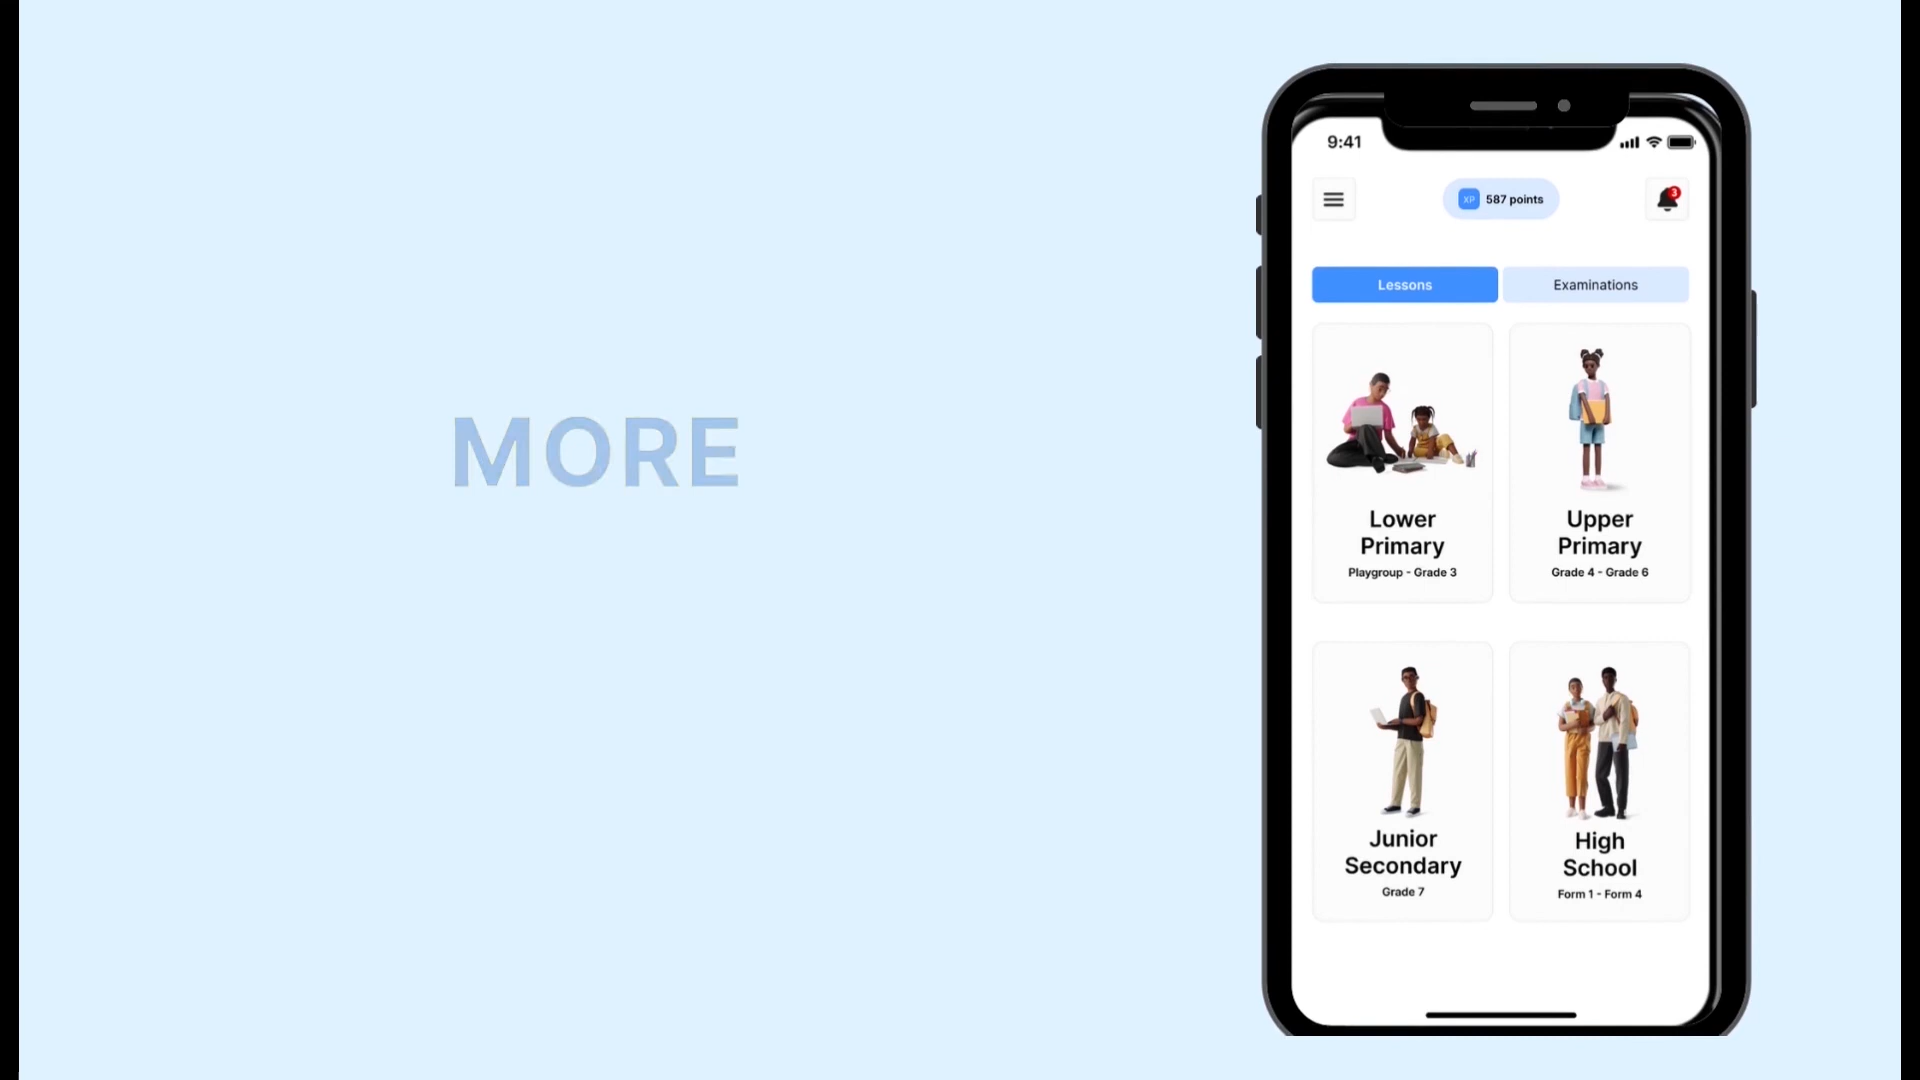 MORE
9:41
XP 587 points
3
Lessons
Examinations
Lower
Primary
Playgroup - Grade 3
Upper
Primary
Grade 4 - Grade 6
Junior
Secondary
Grade 7
High
School
Form 1 - Form 4